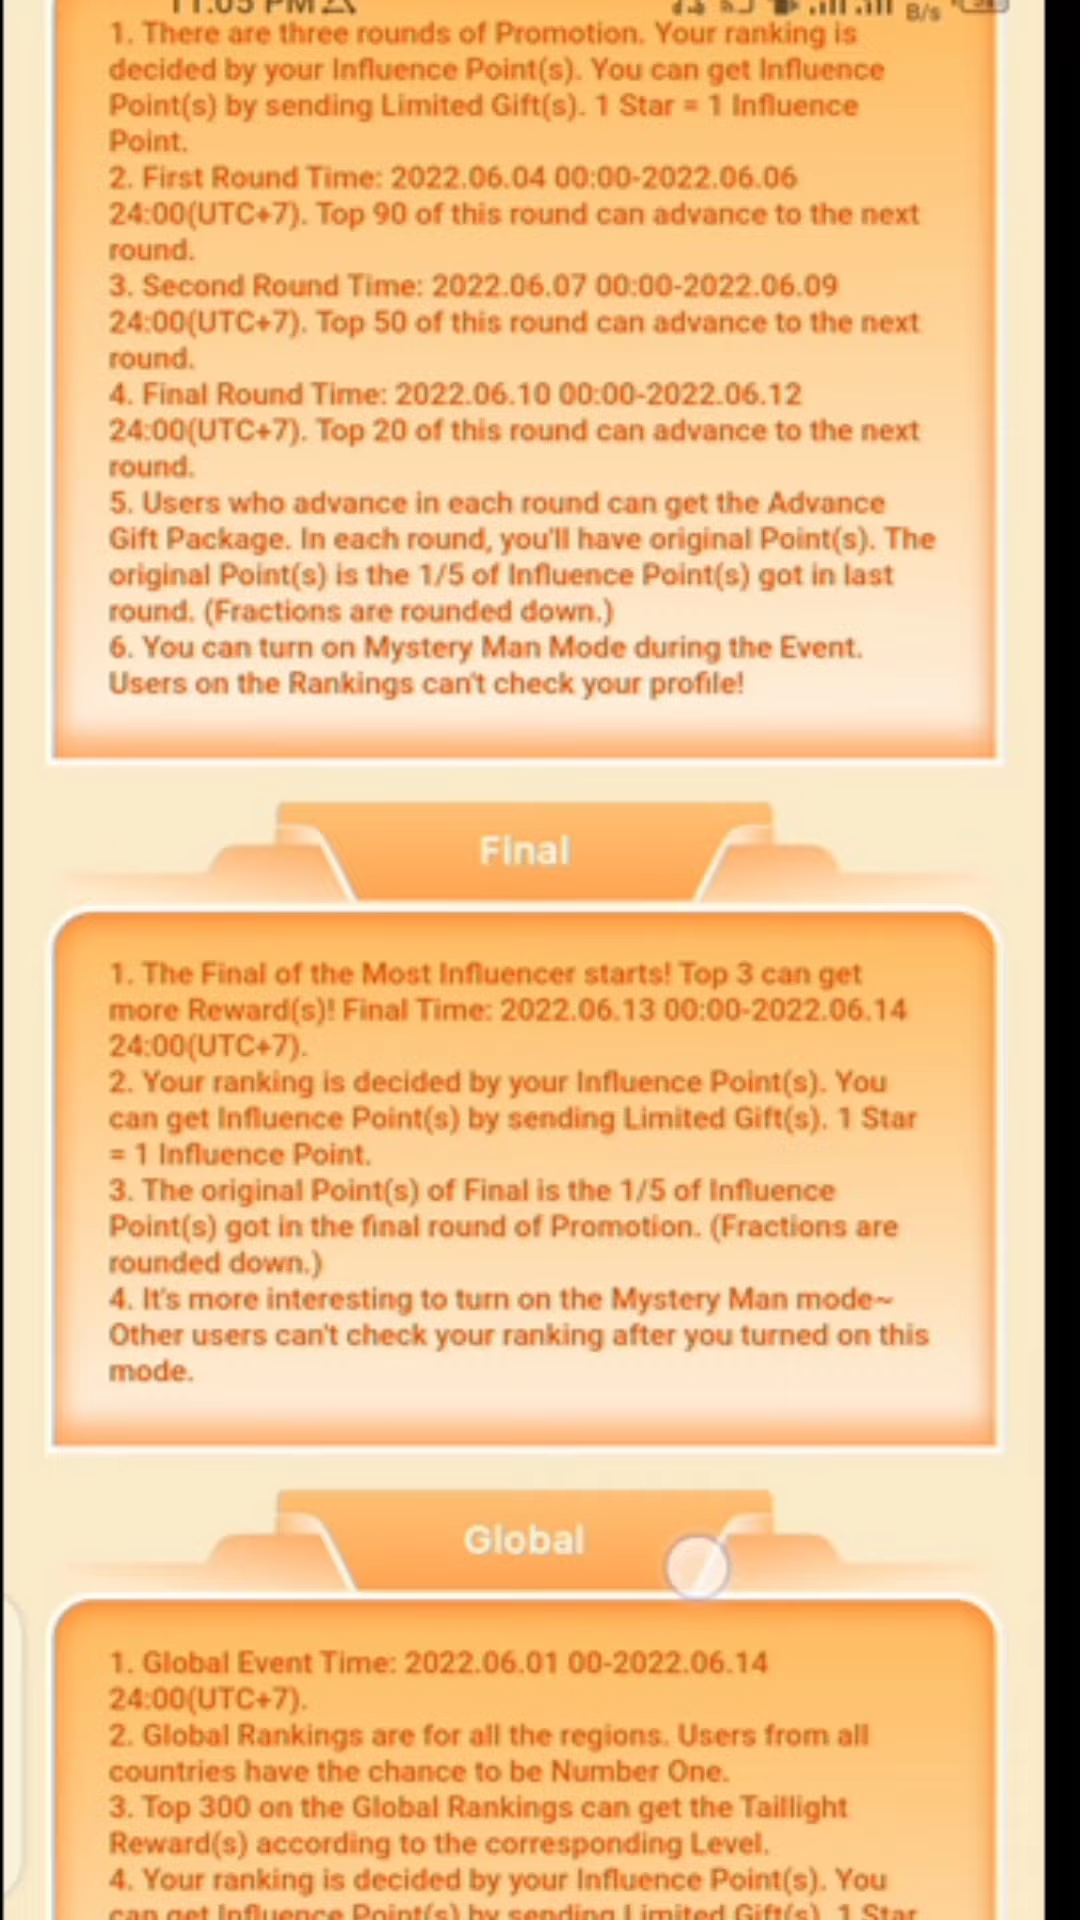 11:05 PM
B/s
1. There are three rounds of Promotion. Your ranking is
decided by your Influence Point(s). You can get Influence
Point(s) by sending Limited Gift(s). 1 Star = 1 Influence
Point.
2. First Round Time: 2022.06.04 00:00-2022.06.06
24:00(UTC+7). Top 90 of this round can advance to the next
round.
3. Second Round Time: 2022.06.07 00:00-2022.06.09
24:00(UTC+7). Top 50 of this round can advance to the next
round.
4. Final Round Time: 2022.06.10 00:00-2022.06.12
24:00(UTC+7). Top 20 of this round can advance to the next
round.
5. Users who advance in each round can get the Advance
Gift Package. In each round, you'll have original Point(s). The
original Point(s) is the 1/5 of Influence Point(s) got in last
round. (Fractions are rounded down.)
6. You can turn on Mystery Man Mode during the Event.
Users on the Rankings can't check your profile!
Final
1. The Final of the Most Influencer starts! Top 3 can get
more Reward(s)! Final Time: 2022.06.13 00:00-2022.06.14
24:00(UTC+7).
2. Your ranking is decided by your Influence Point(s). You
can get Influence Point(s) by sending Limited Gift(s). 1 Star
= 1 Influence Point.
3. The original Point(s) of Final is the 1/5 of Influence
Point(s) got in the final round of Promotion. (Fractions are
rounded down.)
4. It's more interesting to turn on the Mystery Man mode~
Other users can't check your ranking after you turned on this
mode.
Global
1. Global Event Time: 2022.06.01 00-2022.06.14
24:00(UTC+7).
2. Global Rankings are for all the regions. Users from all
countries have the chance to be Number One.
3. Top 300 on the Global Rankings can get the Taillight
Reward(s) according to the corresponding Level.
4. Your ranking is decided by your Influence Point(s). You
can get Influence Point(s) by sending Limited Gift(s). 1 Star